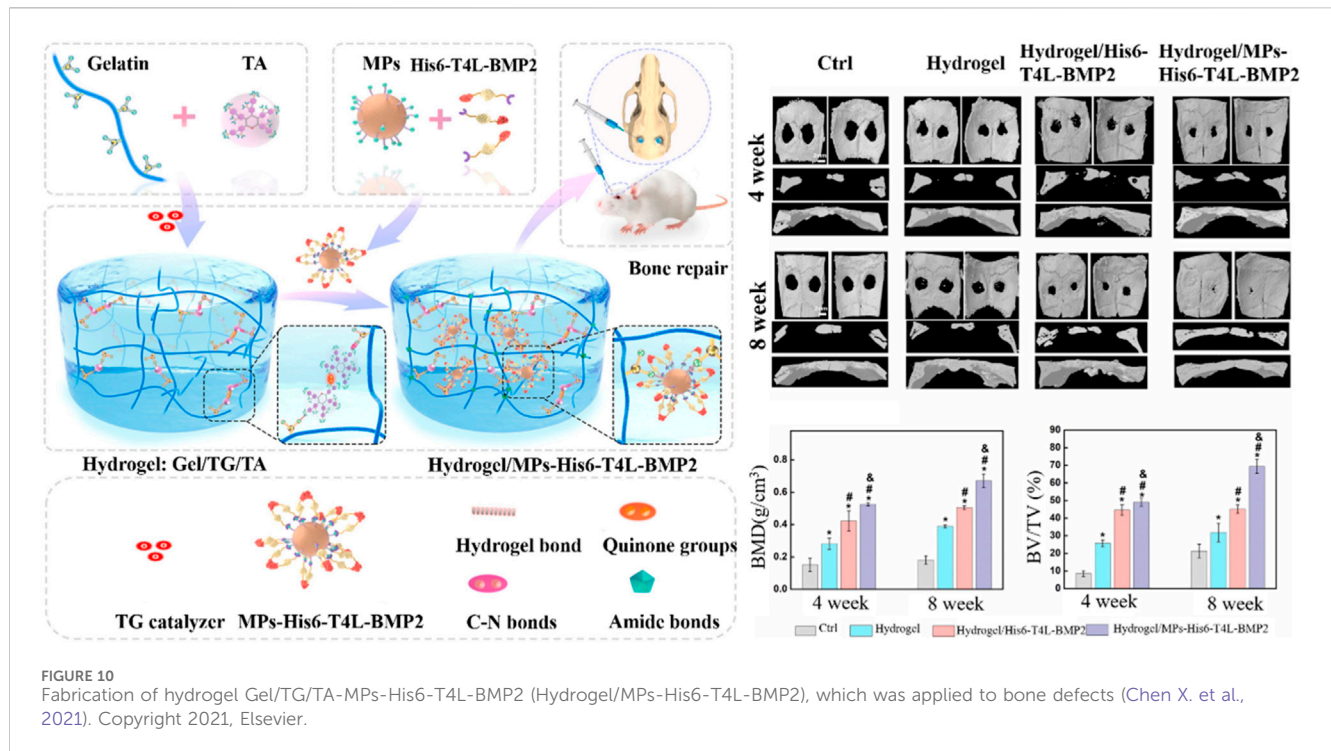 Gelatin
TA
MPs
His6-T4L-BMP2
Bone repair
Hydrogel: Gel/TG/TA
Hydrogel/MPs-His6-T4L-BMP2
TG catalyzer
MPs-His6-T4L-BMP2
Hydrogel bond
Quinone groups
C-N bonds
Amidc bonds
Ctrl
Hydrogel
Hydrogel/His6-
T4L-BMP2
Hydrogel/MPs-
His6-T4L-BMP2
4 week
8 week
BMD(g/cm³)
0.8
0.6
0.4
0.2
0.0
*
#
*
&
#
*
*
#
*
&
#
*
4 week
8 week
BV/TV (%)
90
80
70
60
50
40
30
20
10
0
*
#
*
&
#
*
*
#
*
&
#
*
4 week
8 week
Ctrl
Hydrogel
Hydrogel/His6-T4L-BMP2
Hydrogel/MPs-His6-T4L-BMP2
FIGURE 10
Fabrication of hydrogel Gel/TG/TA-MPs-His6-T4L-BMP2 (Hydrogel/MPs-His6-T4L-BMP2), which was applied to bone defects (Chen X. et al.,
2021). Copyright 2021, Elsevier.